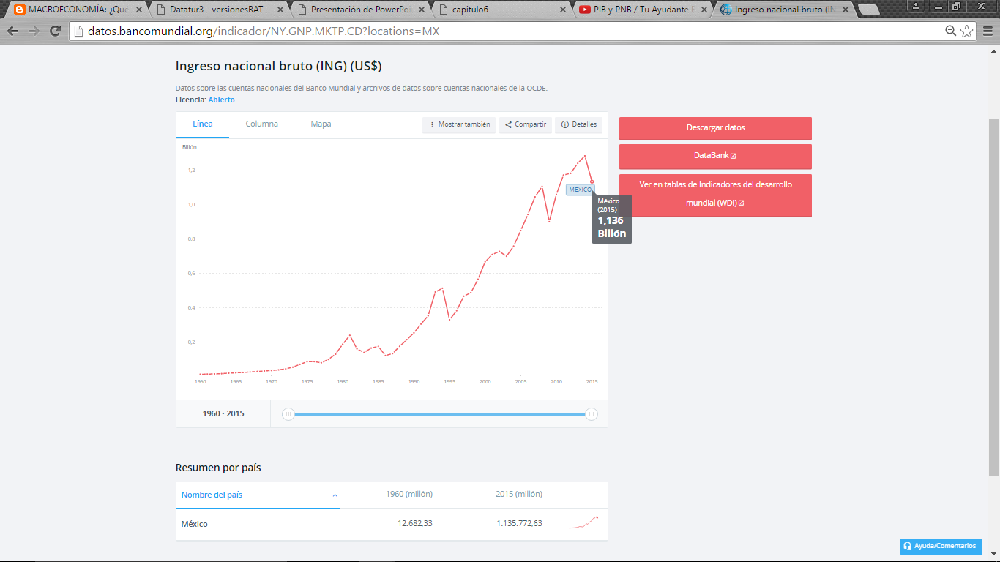 MACROECONOMÍA: ¿Qué
Datatur3 - versionesRAT
Presentación de PowerPoi
capitulo6
PIB y PNB / Tu Ayudante E
Ingreso nacional bruto (IN
datos.bancomundial.org/indicador/NY.GNP.MKTP.CD?locations=MX
Ingreso nacional bruto (ING) (US$)
Datos sobre las cuentas nacionales del Banco Mundial y archivos de datos sobre cuentas nacionales de la OCDE.
Licencia: Abierto
Línea Columna Mapa Mostrar también Compartir Detalles
Billón
1,2
1,0
0,8
0,6
0,4
0,2
1960 1965 1970 1975 1980 1985 1990 1995 2000 2005 2010 2015
MÉXICO
México
(2015)
1,136
Billón
1960 - 2015
Descargar datos
DataBank
Ver en tablas de Indicadores del desarrollo
mundial (WDI)
Resumen por país
Nombre del país 1960 (millón) 2015 (millón)
México 12.682,33 1.135.772,63
Ayuda/Comentarios